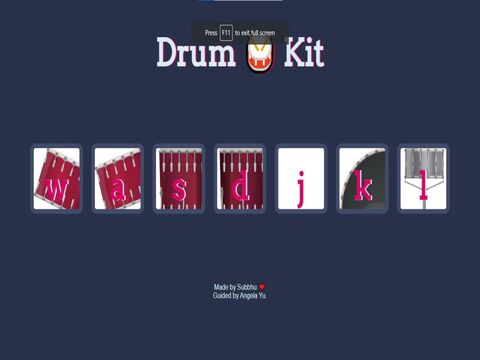 Press F11 to exit full screen
Drum Kit
w a s d j k l
Made by Subbhu
Guided by Angela Yu.